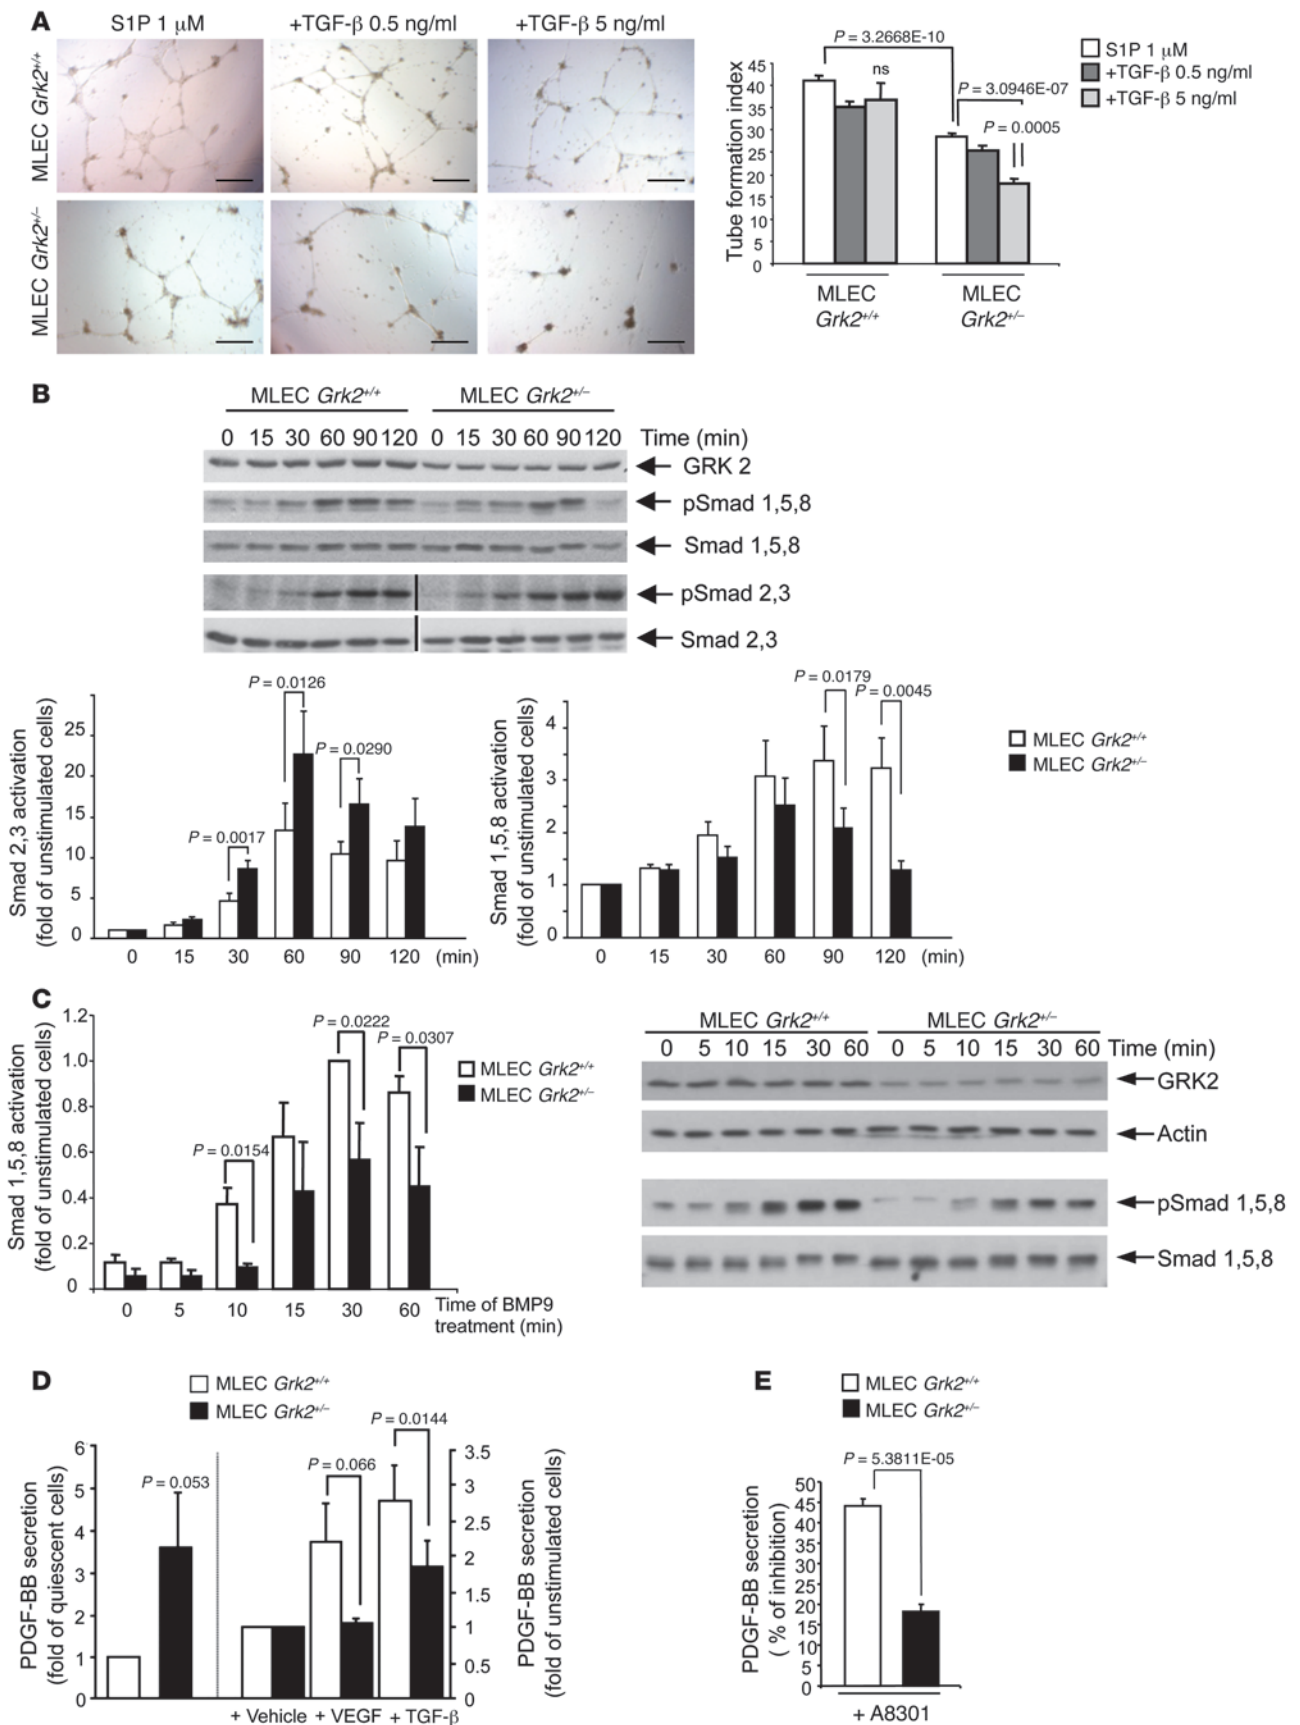 A
S1P 1 μM
+TGF-β 0.5 ng/ml
+TGF-β 5 ng/ml
MLEC Grk2+/+
MLEC Grk2+/–
P = 3.2668E-10
ns
P = 3.0946E-07
P = 0.0005
S1P 1 μM
+TGF-β 0.5 ng/ml
+TGF-β 5 ng/ml
Tube formation index
45
40
35
30
25
20
15
10
5
0
MLEC
Grk2+/+
MLEC
Grk2+/–
B
MLEC Grk2+/+
MLEC Grk2+/–
0 15 30 60 90 120 0 15 30 60 90 120 Time (min)
GRK 2
pSmad 1,5,8
Smad 1,5,8
pSmad 2,3
Smad 2,3
Smad 2,3 activation
(fold of unstimulated cells)
25
20
15
10
5
0
P = 0.0017
P = 0.0126
P = 0.0290
0 15 30 60 90 120 (min)
Smad 1,5,8 activation
(fold of unstimulated cells)
4
3
2
1
0
P = 0.0179
P = 0.0045
0 15 30 60 90 120 (min)
MLEC Grk2+/+
MLEC Grk2+/–
C
Smad 1,5,8 activation
(fold of unstimulated cells)
1.2
1.0
0.8
0.6
0.4
0.2
0
P = 0.0154
P = 0.0222
P = 0.0307
MLEC Grk2+/+
MLEC Grk2+/–
0 5 10 15 30 60 Time of BMP9
treatment (min)
MLEC Grk2+/+
MLEC Grk2+/–
0 5 10 15 30 60 0 5 10 15 30 60 Time (min)
GRK2
Actin
pSmad 1,5,8
Smad 1,5,8
D
MLEC Grk2+/+
MLEC Grk2+/–
PDGF-BB secretion
(fold of quiescent cells)
6
5
4
3
2
1
0
P = 0.053
P = 0.066
P = 0.0144
3.5
3
2.5
2
1.5
1
0.5
0
PDGF-BB secretion
(fold of unstimulated cells)
+ Vehicle + VEGF + TGF-β
E
MLEC Grk2+/+
MLEC Grk2+/–
P = 5.3811E-05
PDGF-BB secretion
( % of inhibition)
50
45
40
35
30
25
20
15
10
5
0
+ A8301